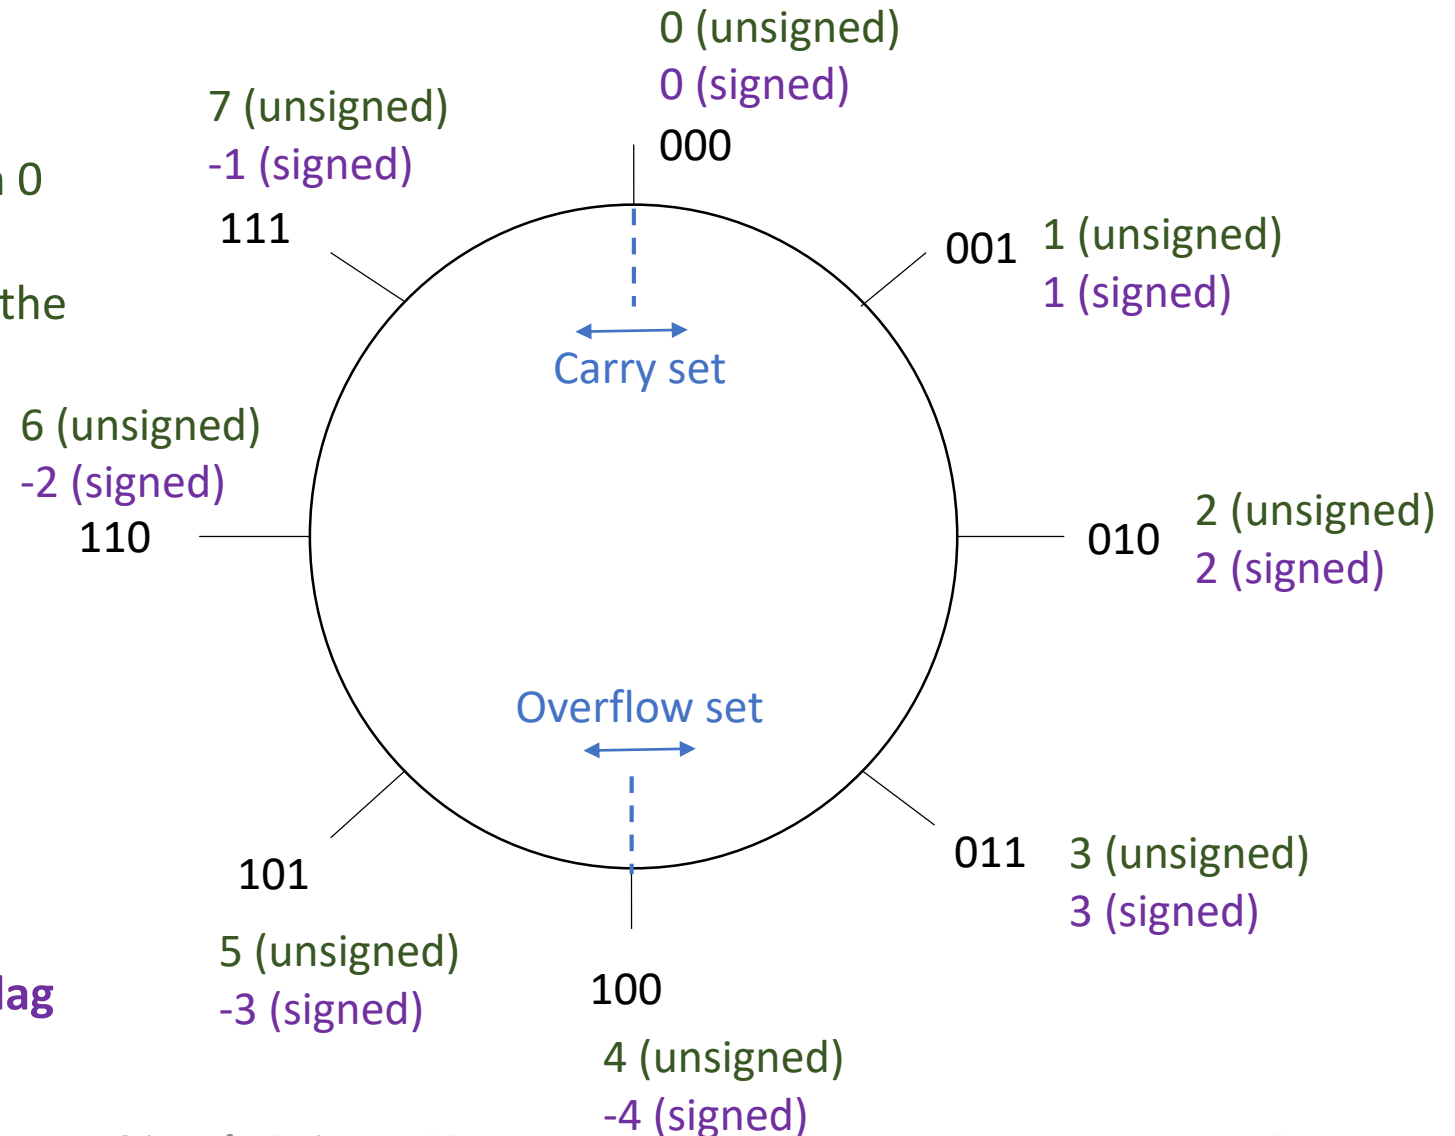 0 (unsigned)
0 (signed)
000
7 (unsigned)
-1 (signed)
111
0
the
001
1 (unsigned)
1 (signed)
Carry set
6 (unsigned)
-2 (signed)
110
010
2 (unsigned)
2 (signed)
Overflow set
101
5 (unsigned)
-3 (signed)
011
3 (unsigned)
3 (signed)
lag
100
4 (unsigned)
-4 (signed)